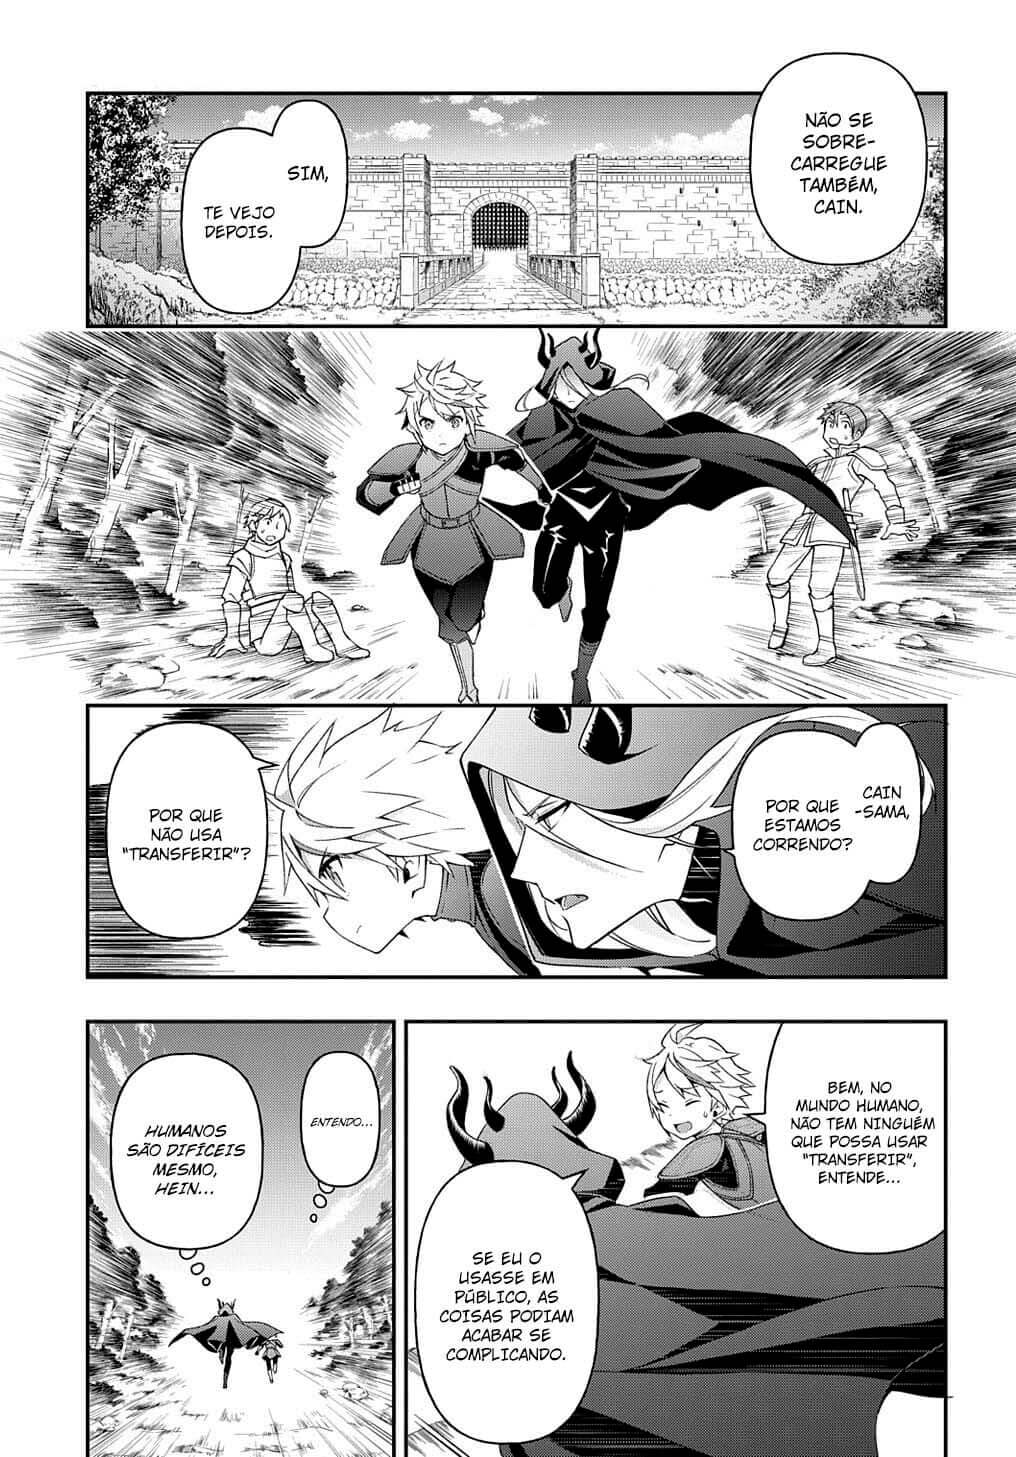 NÃO SE
SOBRE-
CARREGUE
TAMBÉM,
CAIN.
SIM,
TE VEJO
DEPOIS.
CAIN
-SAMA,
POR QUE
ESTAMOS
CORRENDO?
POR QUE
NÃO USA
"TRANSFERIR"?
BEM, NO
MUNDO HUMANO,
NÃO TEM NINGUÉM
QUE POSSA USAR
"TRANSFERIR",
ENTENDE...
SE EU O
USASSE EM
PÚBLICO, AS
COISAS PODIAM
ACABAR SE
COMPLICANDO.
ENTENDO...
HUMANOS
SÃO DIFÍCEIS
MESMO,
HEIN...